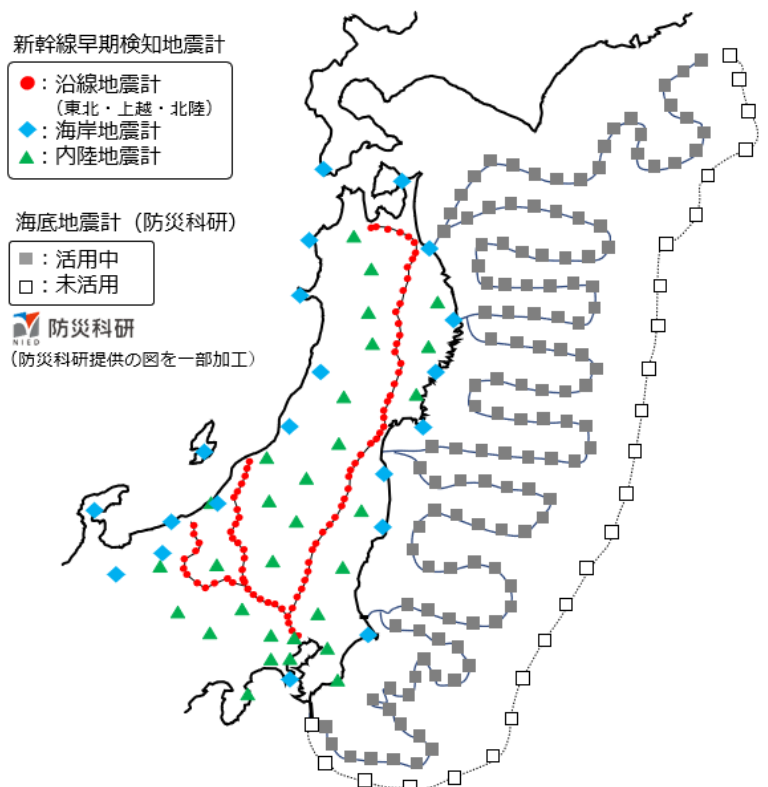 新幹線早期検知地震計
：沿線地震計
（東北・上越・北陸）
：海岸地震計
：内陸地震計
海底地震計（防災科研）
：活用中
：未活用
NIED 防災科研
（防災科研提供の図を一部加工）